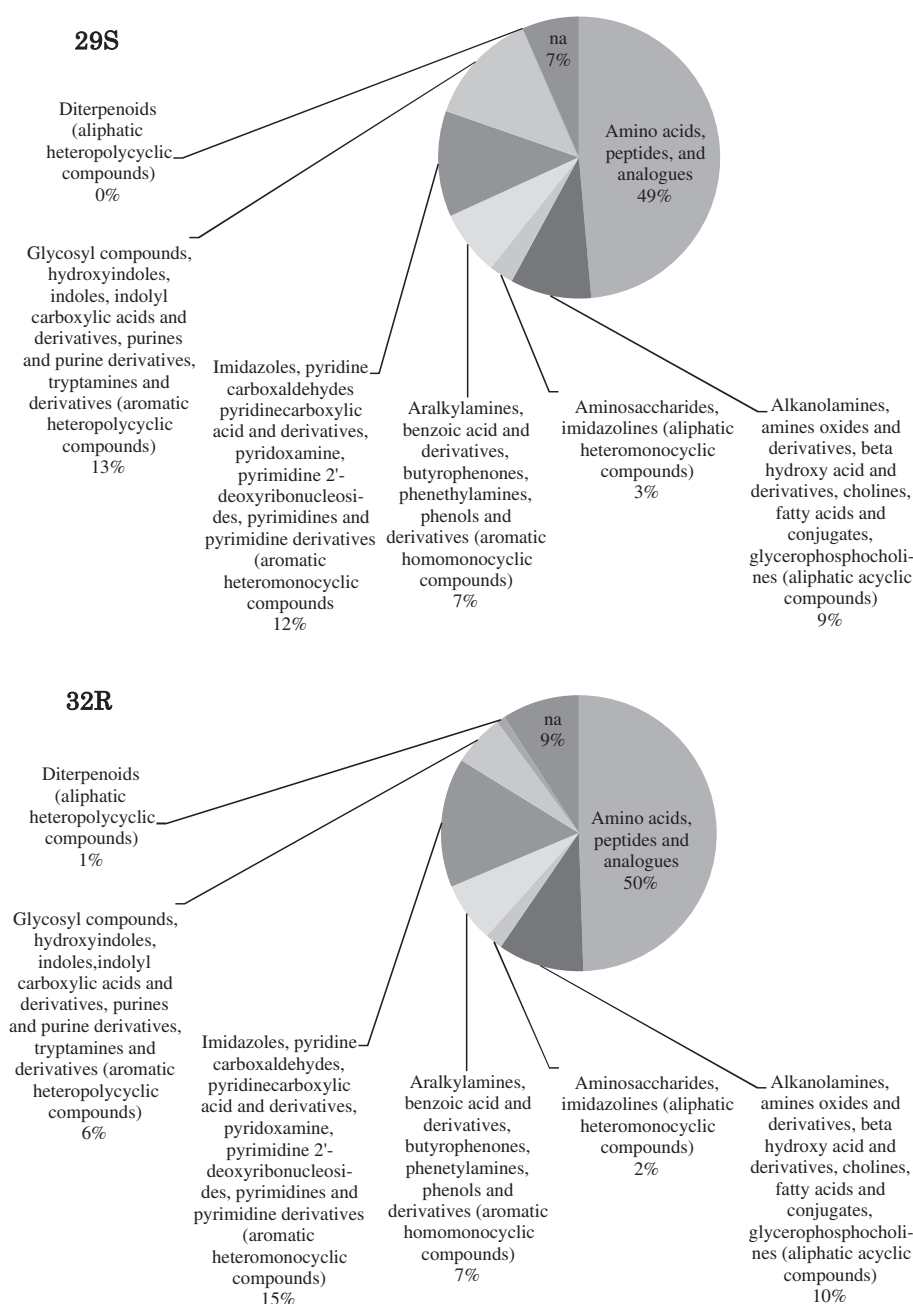 29S
na
7%
Amino acids,
peptides, and
analogues
49%
Diterpenoids
(aliphatic
heteropolycyclic
compounds)
0%
Glycosyl compounds,
hydroxyindoles,
indoles, indolyl
carboxylic acids and
derivatives, purines
and purine derivatives,
tryptamines and
derivatives (aromatic
heteropolycyclic
compounds)
13%
Imidazoles, pyridine
carboxaldehydes
pyridinecarboxylic
acid and derivatives,
pyridoxamine,
pyrimidine 2'-
deoxyribonucleosi-
des, pyrimidines and
pyrimidine derivatives
(aromatic
heteromonocyclic
compounds
12%
Aralkylamines,
benzoic acid and
derivatives,
butyrophenones,
phenethylamines,
phenols and
derivatives (aromatic
homomonocyclic
compounds)
7%
Aminosaccharides,
imidazolines (aliphatic
heteromonocyclic
compounds)
3%
Alkanolamines,
amines oxides and
derivatives, beta
hydroxy acid and
derivatives, cholines,
fatty acids and
conjugates,
glycerophosphocholi-
nes (aliphatic acyclic
compounds)
9%
32R
na
9%
Amino acids,
peptides and
analogues
50%
Diterpenoids
(aliphatic
heteropolycyclic
compounds)
1%
Glycosyl compounds,
hydroxyindoles,
indoles,indolyl
carboxylic acids and
derivatives, purines
and purine derivatives,
tryptamines and
derivatives (aromatic
heteropolycyclic
compounds)
6%
Imidazoles, pyridine
carboxaldehydes,
pyridinecarboxylic
acid and derivatives,
pyridoxamine,
pyrimidine 2'-
deoxyribonucleosi-
des, pyrimidines and
pyrimidine derivatives
(aromatic
heteromonocyclic
compounds)
15%
Aralkylamines,
benzoic acid and
derivatives,
butyrophenones,
phenetylamines,
phenols and
derivatives (aromatic
homomonocyclic
compounds)
7%
Aminosaccharides,
imidazolines (aliphatic
heteromonocyclic
compounds)
2%
Alkanolamines,
amines oxides and
derivatives, beta
hydroxy acid and
derivatives, cholines,
fatty acids and
conjugates,
glycerophosphocholi-
nes (aliphatic acyclic
compounds)
10%